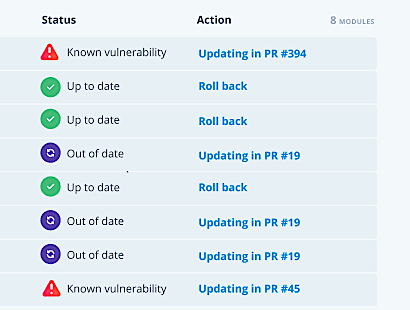 Status Action 8 MODULES
Known vulnerability Updating in PR #394
Up to date Roll back
Up to date Roll back
Out of date Updating in PR #19
Up to date Roll back
Out of date Updating in PR #19
Out of date Updating in PR #19
Known vulnerability Updating in PR #45